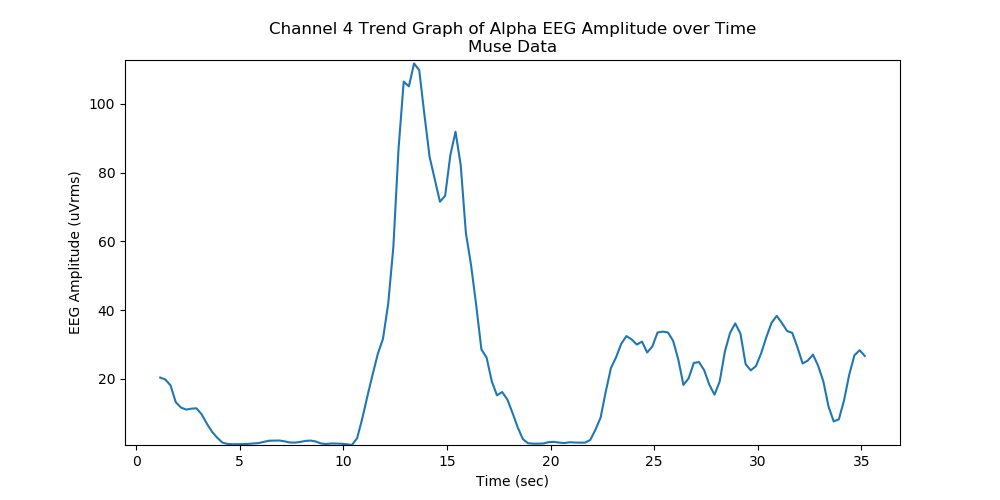 Channel 4 Trend Graph of Alpha EEG Amplitude over Time
Muse Data
100
80
60
40
20
EEG Amplitude (uVrms)
0 5 10 15 20 25 30 35
Time (sec)